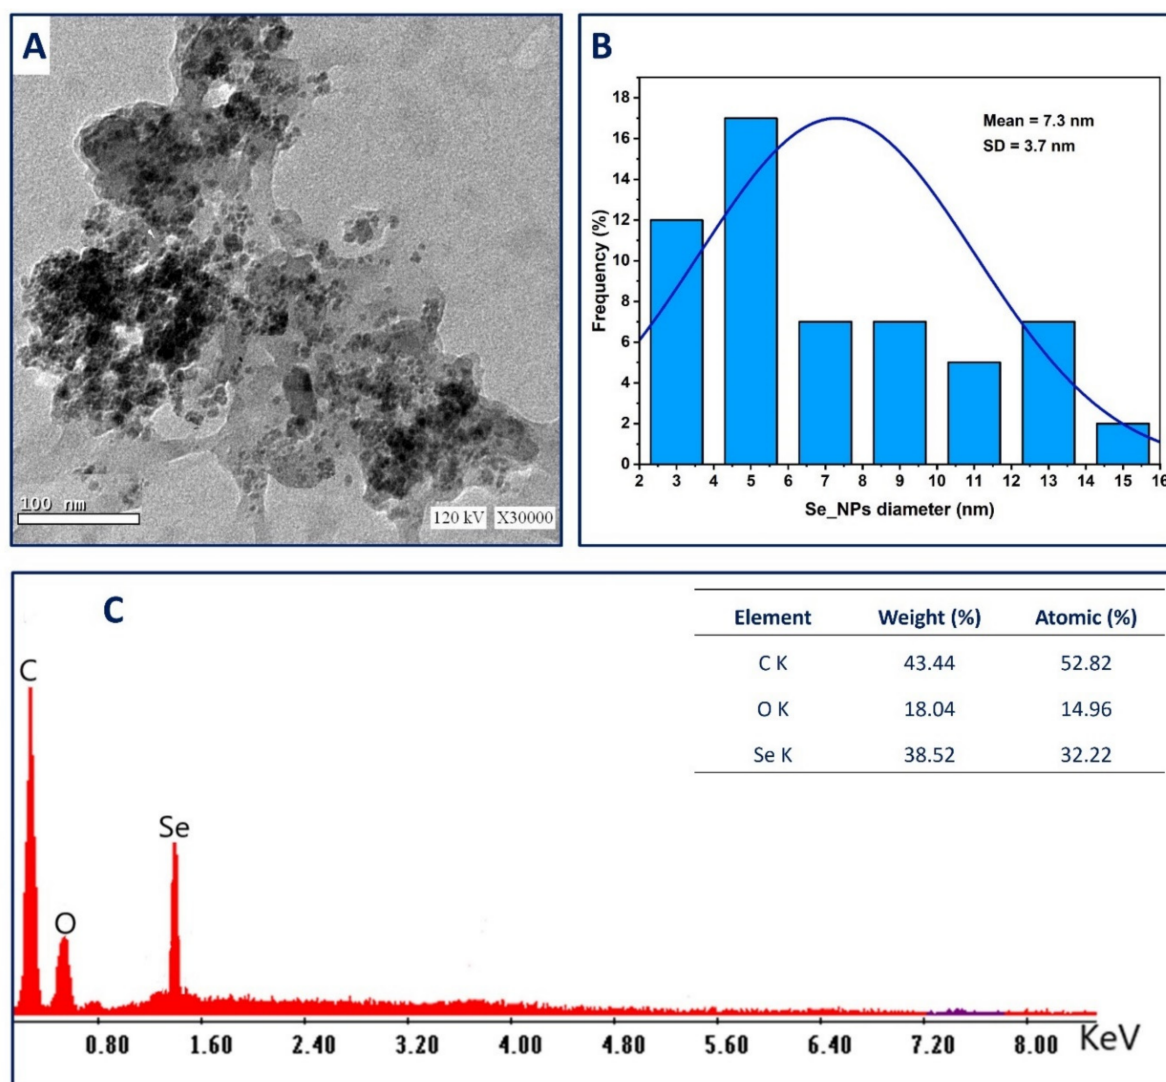 A
100 nm
120 kV X30000
B
18
16
14
12
10
8
6
4
2
0
Frequency (%)
Mean = 7.3 nm
SD = 3.7 nm
2 3 4 5 6 7 8 9 10 11 12 13 14 15 16
Se_NPs diameter (nm)
C
Element Weight (%) Atomic (%)
C K 43.44 52.82
O K 18.04 14.96
Se K 38.52 32.22
C
O
Se
0.80 1.60 2.40 3.20 4.00 4.80 5.60 6.40 7.20 8.00 KeV